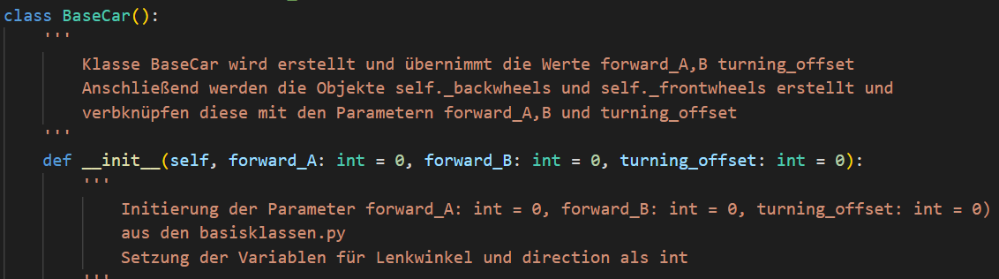 class BaseCar():
'''
Klasse BaseCar wird erstellt und übernimmt die Werte forward_A,B turning_offset
Anschließend werden die Objekte self._backwheels und self._frontwheels erstellt und
verbknüpfen diese mit den Parametern forward_A,B und turning_offset
'''
def __init__(self, forward_A: int = 0, forward_B: int = 0, turning_offset: int = 0):
'''
Initierung der Parameter forward_A: int = 0, forward_B: int = 0, turning_offset: int = 0)
aus den basisklassen.py
Setzung der Variablen für Lenkwinkel und direction als int
'''